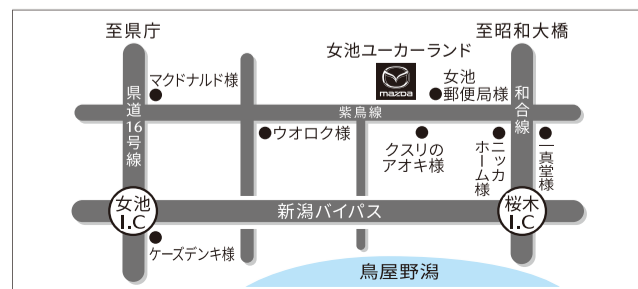 至県庁
至昭和大橋
女池ユーカーランド
マクドナルド様
mazda
女池
郵便局様
県道16号線
紫鳥線
和合線
ウオロク様
クスリの
アオキ様
ニッカ
ホーム様
一真堂様
女池
I.C
新潟バイパス
桜木
I.C
ケーズデンキ様
鳥屋野潟